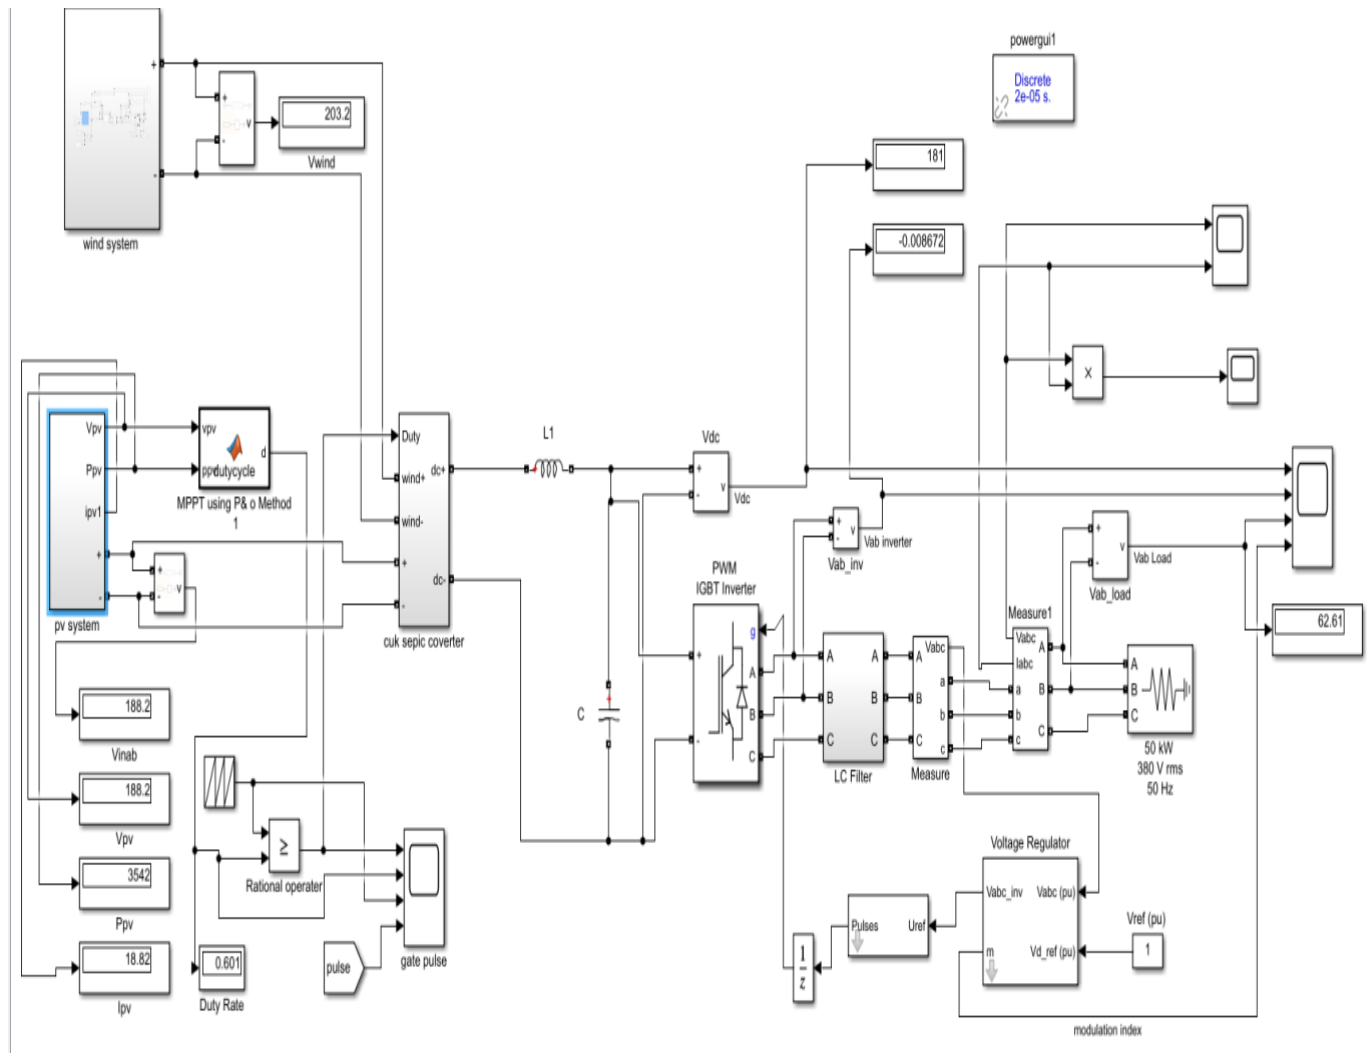 powergui1
Discrete
2e-05 s.
+
+
203.2
v
-
Vwind
-
wind system
181
-0.008672
×
Vpv
vpv
d
Ppv
ppv
dutycycle
MPPT using P& o Method
1
ipv1
+
+
v
-
-
pv system
Duty
dc+
wind+
wind-
+
dc-
-
cuk sepic coverter
L1
C
Vdc
+
-
v
Vdc
+
-
v
Vab inverter
Vab_inv
+
v
Vab Load
-
Vab_load
62.61
PWM
IGBT Inverter
g
+
A
B
-
C
A
A
B
B
C
C
LC Filter
Vabc
A
a
B
b
C
c
Measure
Measure1
Vabc
A
Iabc
a
B
b
C
c
A
B
C
50 kW
380 V rms
50 Hz
188.2
Vinab
188.2
Vpv
3542
Ppv
18.82
Ipv
≥
Rational operater
0.601
Duty Rate
pulse
gate pulse
Voltage Regulator
Vabc_inv
Vabc (pu)
m
Vd_ref (pu)
Vref (pu)
1
Pulses
Uref
1
z
modulation index